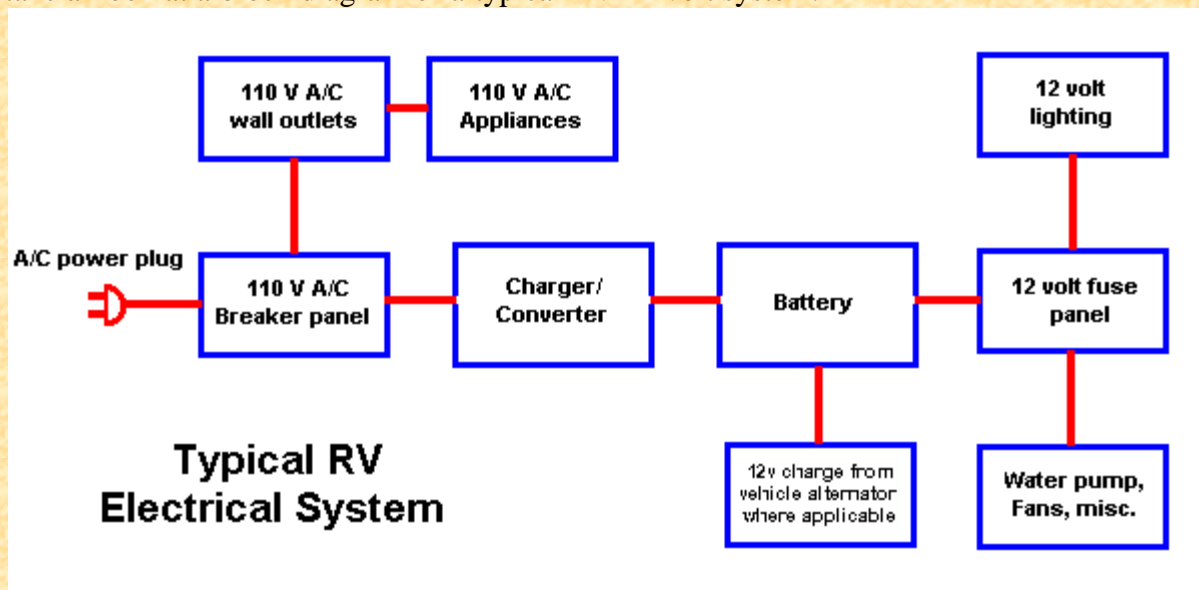 110 V A/C
wall outlets
110 V A/C
Appliances
12 volt
lighting
A/C power plug
110 V A/C
Breaker panel
Charger/
Converter
Battery
12 volt fuse
panel
Typical RV
Electrical System
12v charge from
vehicle alternator
where applicable
Water pump,
Fans, misc.